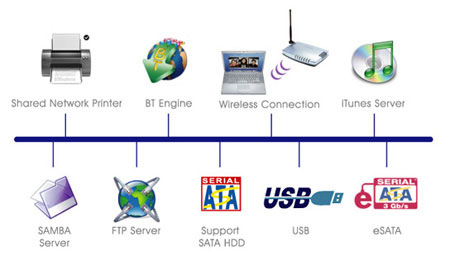 Shared Network Printer
BT Engine
Wireless Connection
iTunes Server
SERIAL
ATA
USB
SERIAL
e ATA
3 Gb/s
SAMBA
Server
FTP Server
Support
SATA HDD
USB
eSATA